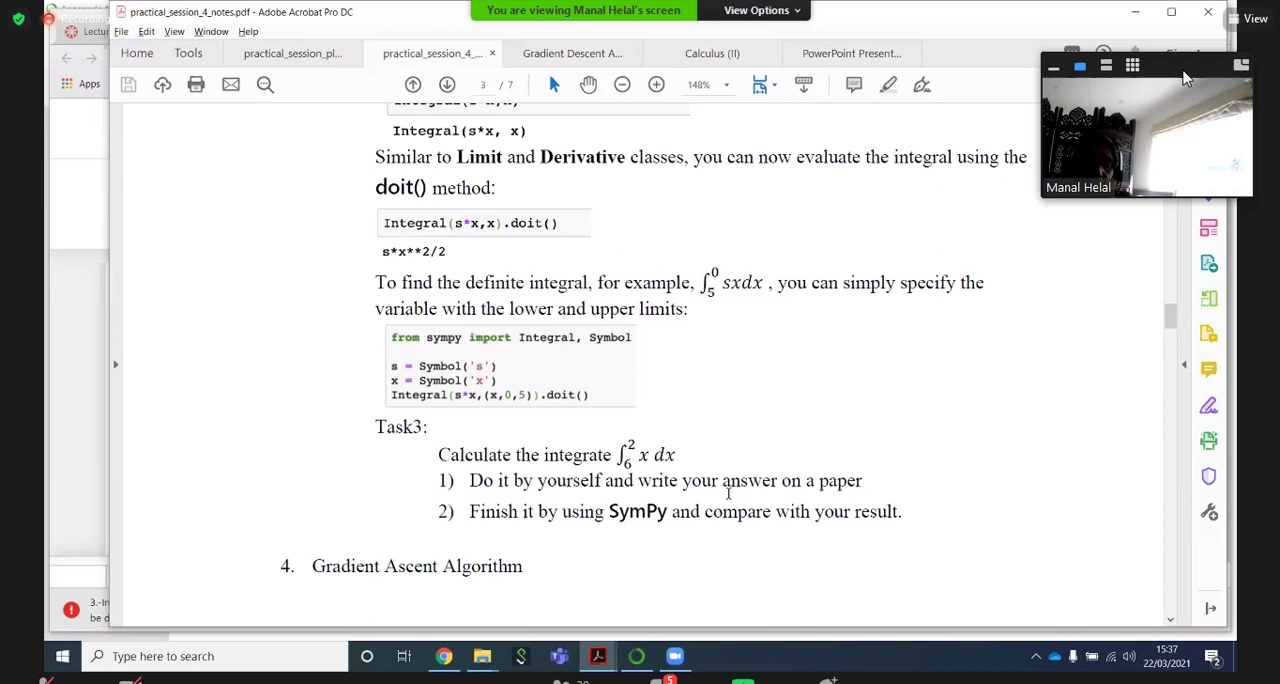 Recording
You are viewing Manal Helal's screen
View Options
View
practical_session_4_notes.pdf - Adobe Acrobat Pro DC
File Edit View Window Help
Home Tools practical_session_pl... practical_session_4_... × Gradient Descent A... Calculus (II) PowerPoint Present...
Apps
3 / 7 148%
Manal Helal
Integral(s*x, x)
Similar to Limit and Derivative classes, you can now evaluate the integral using the
doit() method:
Integral(s*x,x).doit()
s*x**2/2
To find the definite integral, for example, ∫₅⁰ sxdx , you can simply specify the
variable with the lower and upper limits:
from sympy import Integral, Symbol
s = Symbol('s')
x = Symbol('x')
Integral(s*x,(x,0,5)).doit()
Task3:
Calculate the integrate ∫₆² x dx
1) Do it by yourself and write your answer on a paper
2) Finish it by using SymPy and compare with your result.
4. Gradient Ascent Algorithm
3.-In
be d
Type here to search
15:37
22/03/2021
2
5